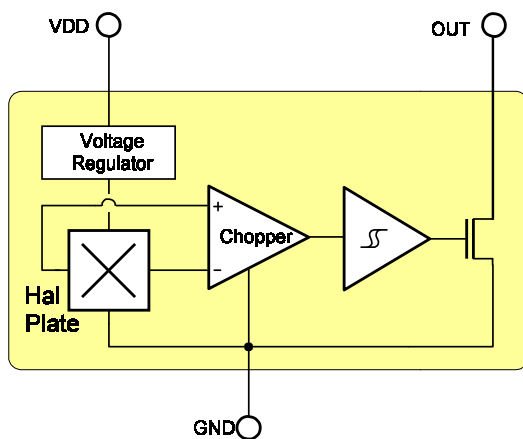 VDD
OUT
Voltage
Regulator
+
Chopper
−
Hal
Plate
GND